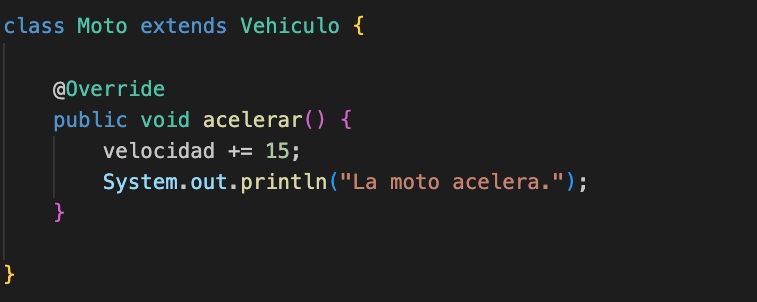 class Moto extends Vehiculo {
@Override
public void acelerar() {
velocidad += 15;
System.out.println("La moto acelera.");
}
}